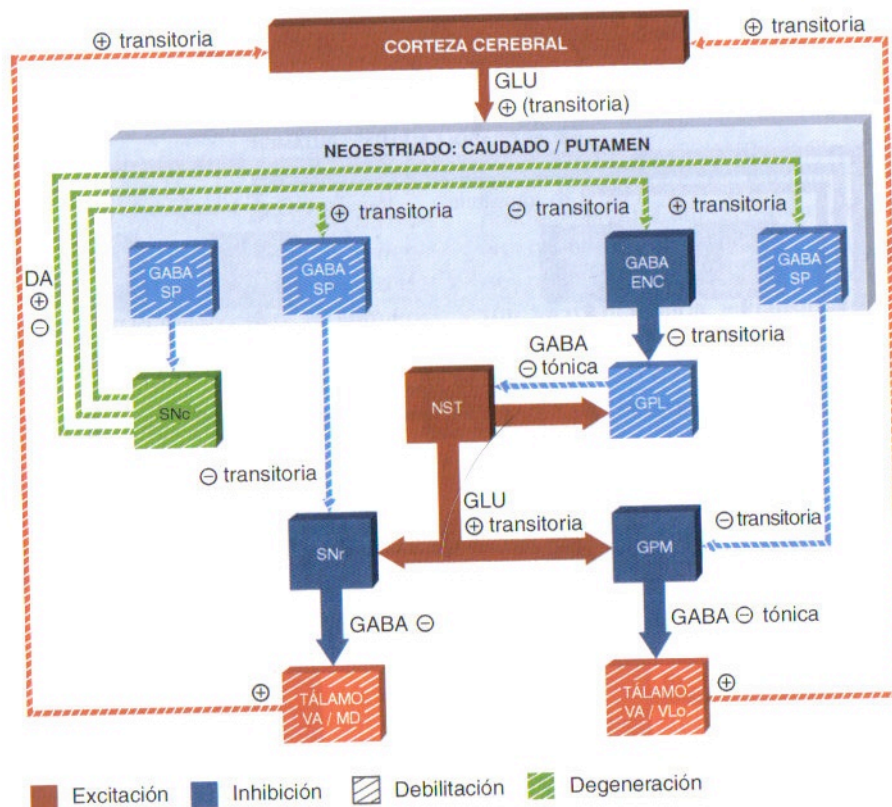 ⊕ transitoria
⊕ transitoria
CORTEZA CEREBRAL
GLU
⊕ (transitoria)
NEOESTRIADO: CAUDADO / PUTAMEN
⊕ transitoria
⊖ transitoria
⊕ transitoria
GABA
SP
GABA
SP
GABA
ENC
GABA
SP
DA
⊕
⊖
⊖ transitoria
GABA
⊖ tónica
SNc
NST
GPL
⊖ transitoria
GLU
⊕ transitoria
⊖ transitoria
SNr
GPM
GABA ⊖
GABA ⊖ tónica
⊕
TÁLAMO
VA / MD
TÁLAMO
VA / VLo
⊕
Excitación
Inhibición
Debilitación
Degeneración